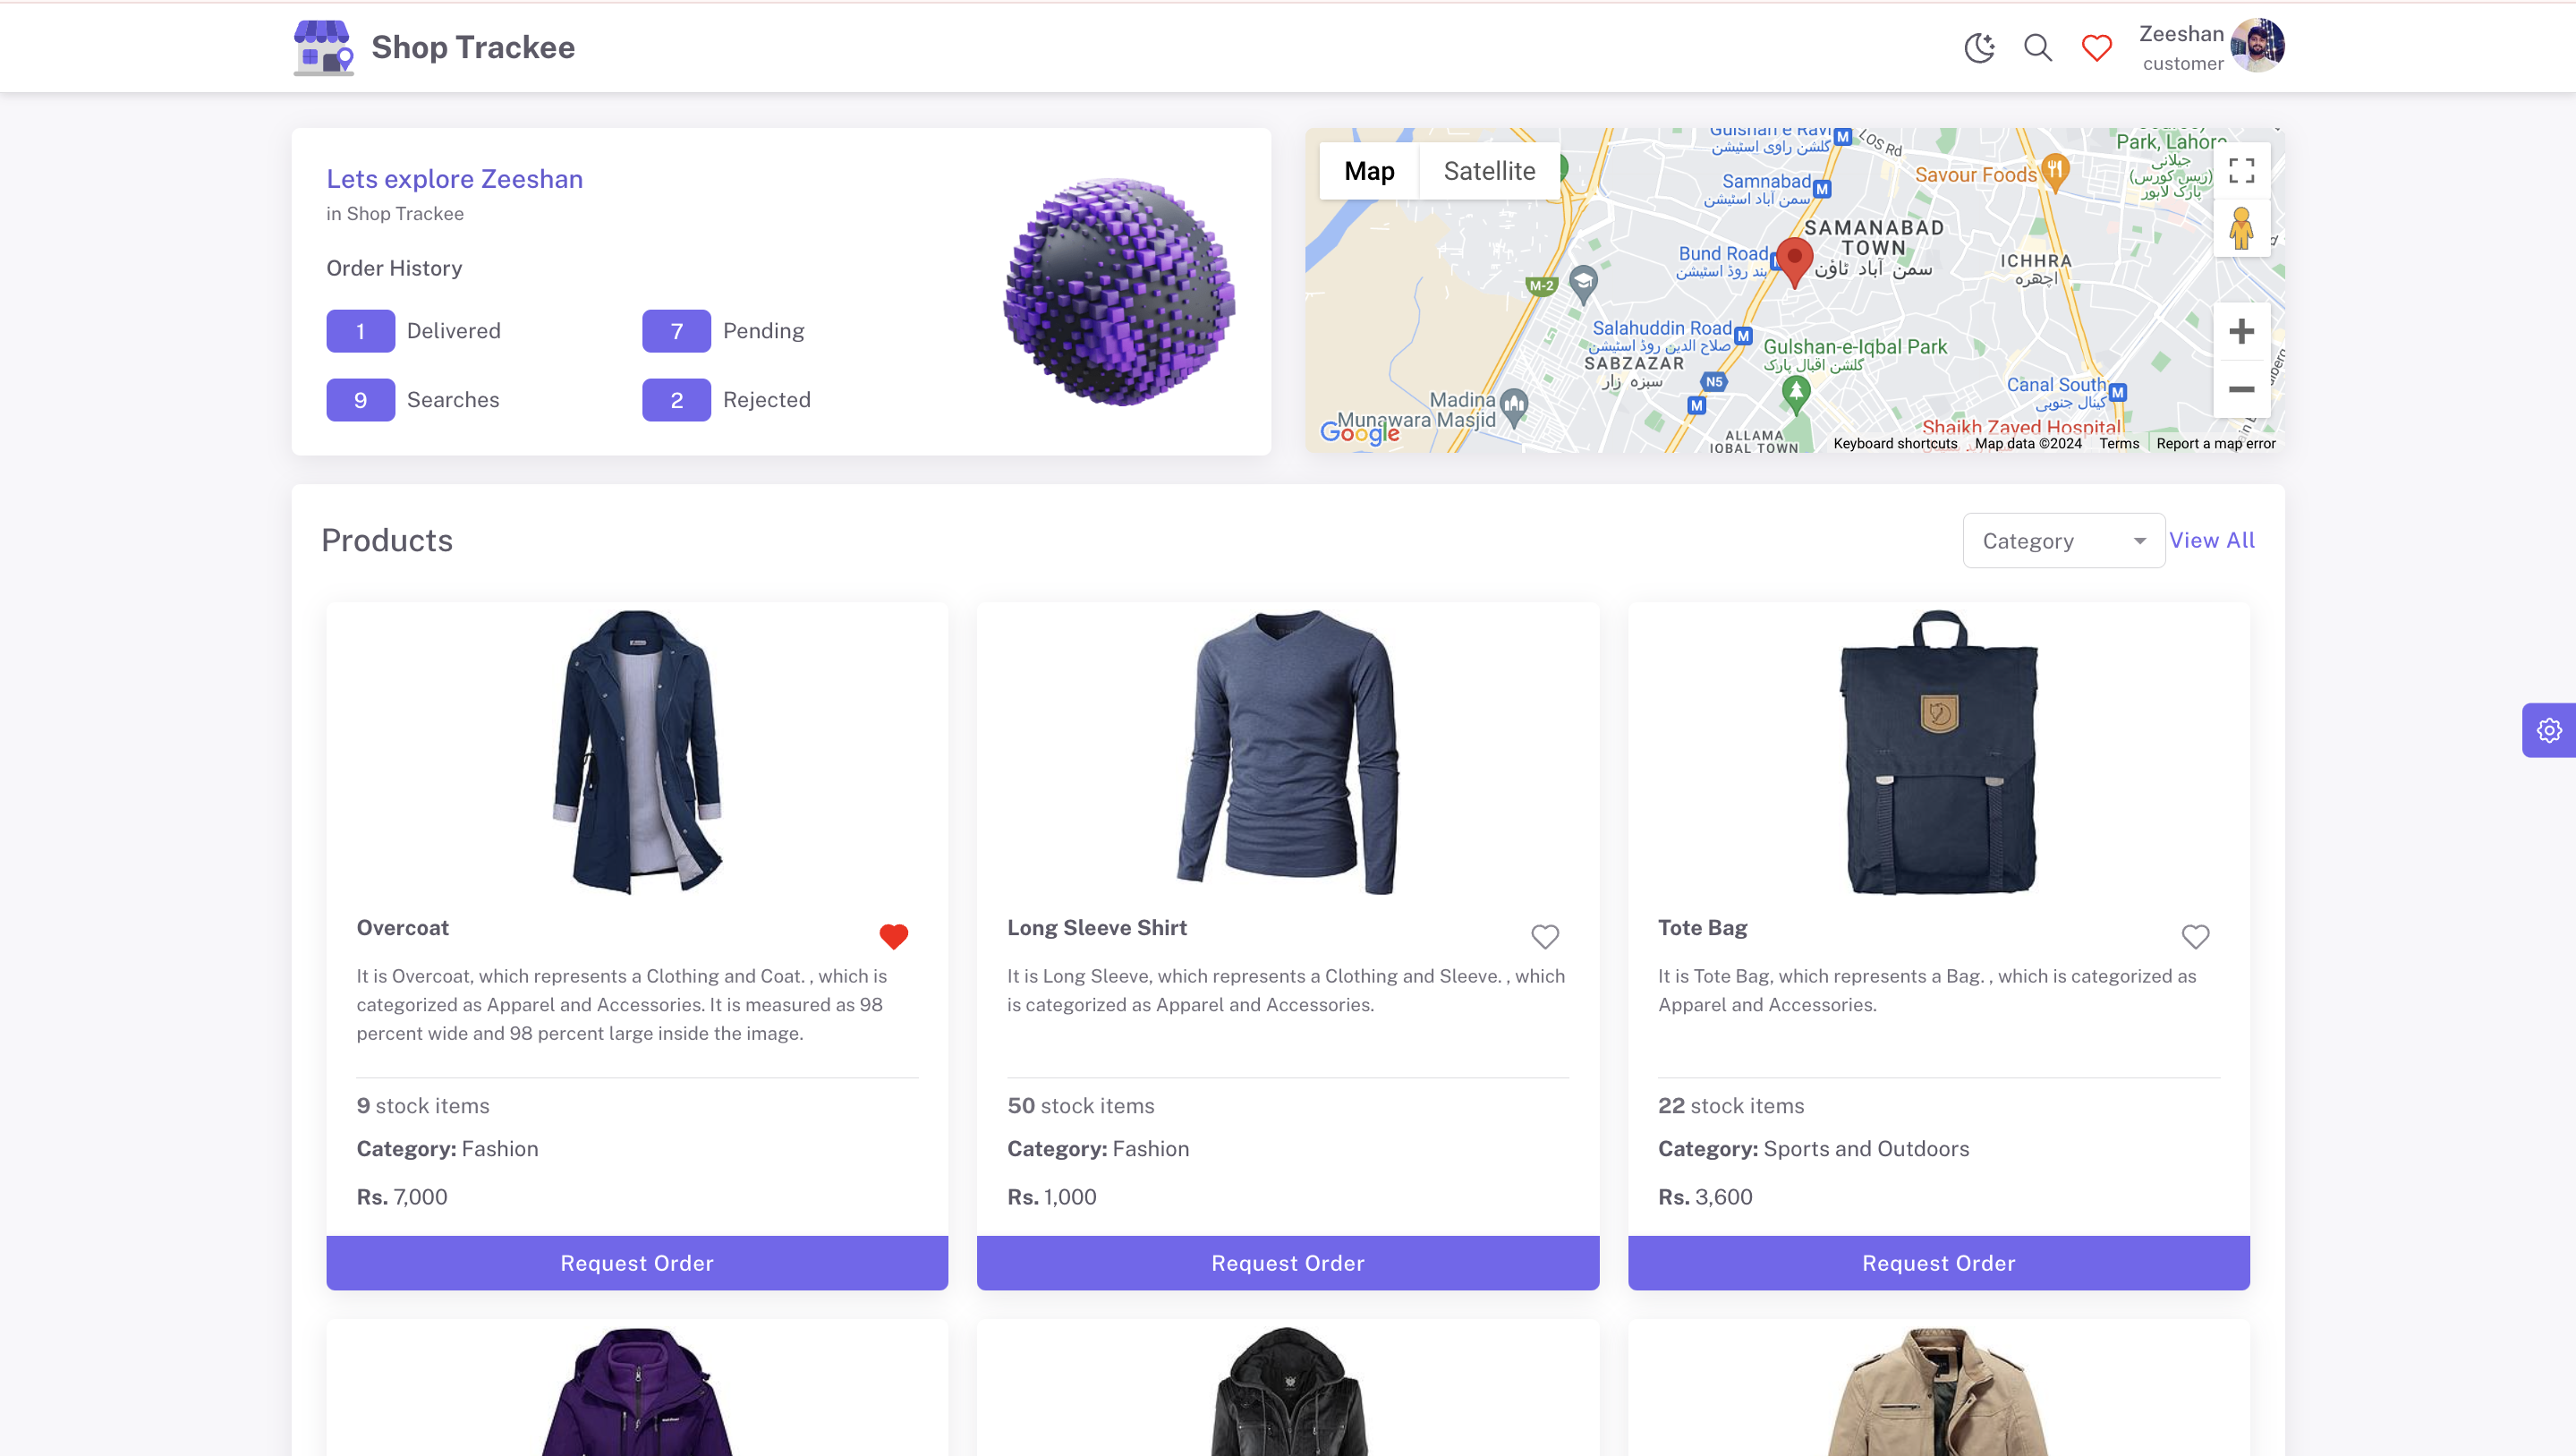 Shop Trackee
Zeeshan
customer
Lets explore Zeeshan
in Shop Trackee
Order History
1 Delivered
7 Pending
9 Searches
2 Rejected
Map
Satellite
Gulshan e Ravi
گلشن راوی اسٹیشن
LOS Rd
Park, Lahore
جیلانی
(ریس کورس)
پارک لاہور
Savour Foods
Samnabad
سمن آباد اسٹیشن
SAMANABAD
TOWN
سمن آباد ٹاؤن
Bund Road
بند روڈ اسٹیشن
ICHHRA
اچھرہ
M-2
Salahuddin Road
صلاح الدین روڈ اسٹیشن
SABZAZAR
سبزہ زار
Gulshan-e-Iqbal Park
گلشن اقبال پارک
N5
Canal South
کینال جنوبی
Madina
Munawara Masjid
Google
ALLAMA
IQBAL TOWN
Shaikh Zayed Hospital
Keyboard shortcuts
Map data ©2024
Terms
Report a map error
Products
Category
View All
Overcoat
It is Overcoat, which represents a Clothing and Coat. , which is
categorized as Apparel and Accessories. It is measured as 98
percent wide and 98 percent large inside the image.
9 stock items
Category: Fashion
Rs. 7,000
Request Order
Long Sleeve Shirt
It is Long Sleeve, which represents a Clothing and Sleeve. , which
is categorized as Apparel and Accessories.
50 stock items
Category: Fashion
Rs. 1,000
Request Order
Tote Bag
It is Tote Bag, which represents a Bag. , which is categorized as
Apparel and Accessories.
22 stock items
Category: Sports and Outdoors
Rs. 3,600
Request Order